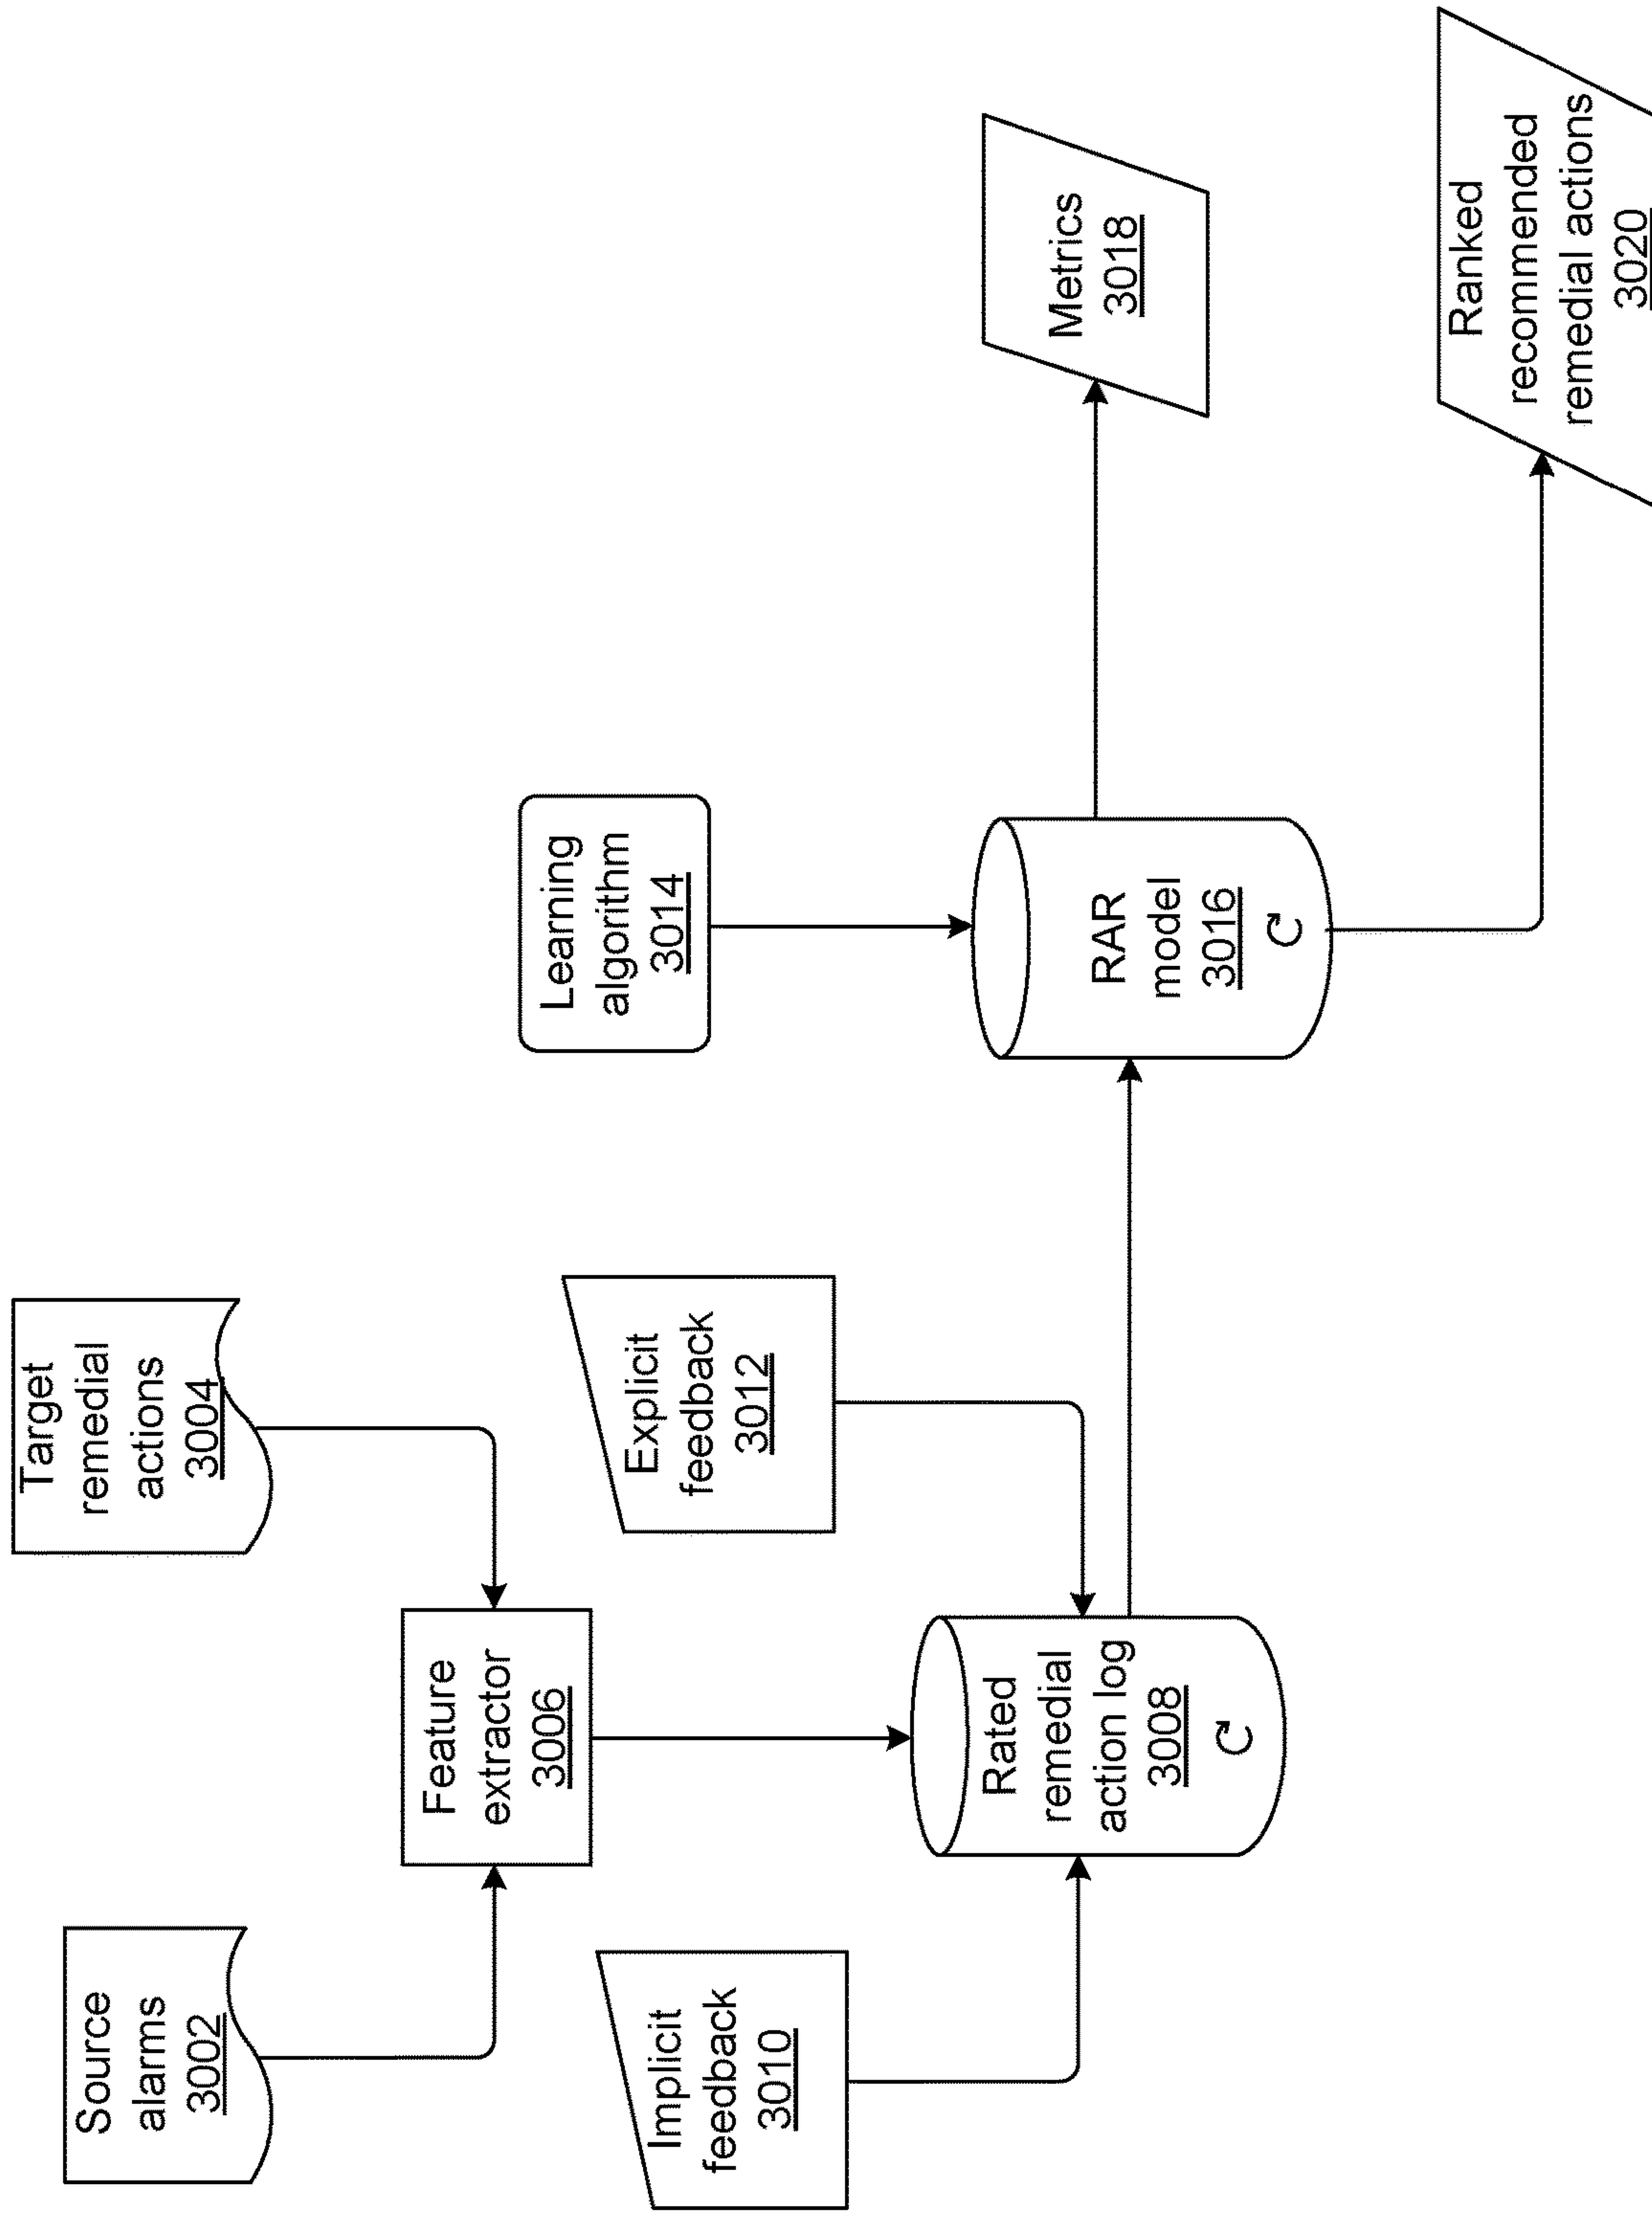 Source
alarms
3002
Target
remedial
actions
3004
Feature
extractor
3006
Implicit
feedback
3010
Explicit
feedback
3012
Rated
remedial
action log
3008
Learning
algorithm
3014
RAR
model
3016
Metrics
3018
Ranked
recommended
remedial actions
3020